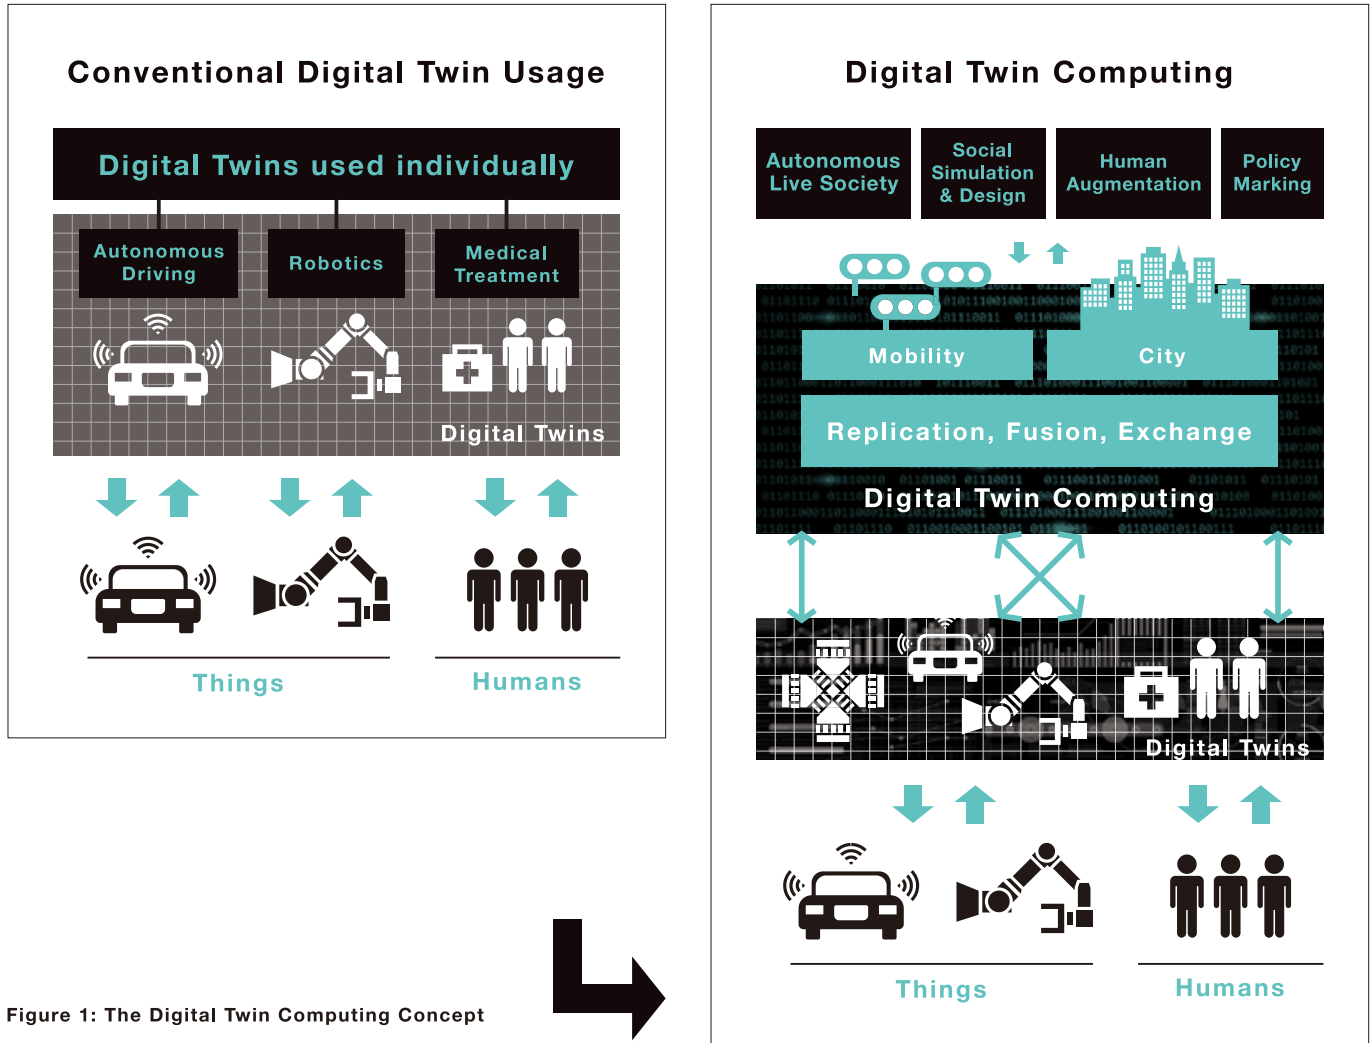 Conventional Digital Twin Usage
Digital Twins used individually
Autonomous
Driving
Robotics
Medical
Treatment
Digital Twins
Things
Humans
Digital Twin Computing
Autonomous
Live Society
Social
Simulation
& Design
Human
Augmentation
Policy
Marking
Mobility
City
Replication, Fusion, Exchange
Digital Twin Computing
Digital Twins
Things
Humans
Figure 1: The Digital Twin Computing Concept